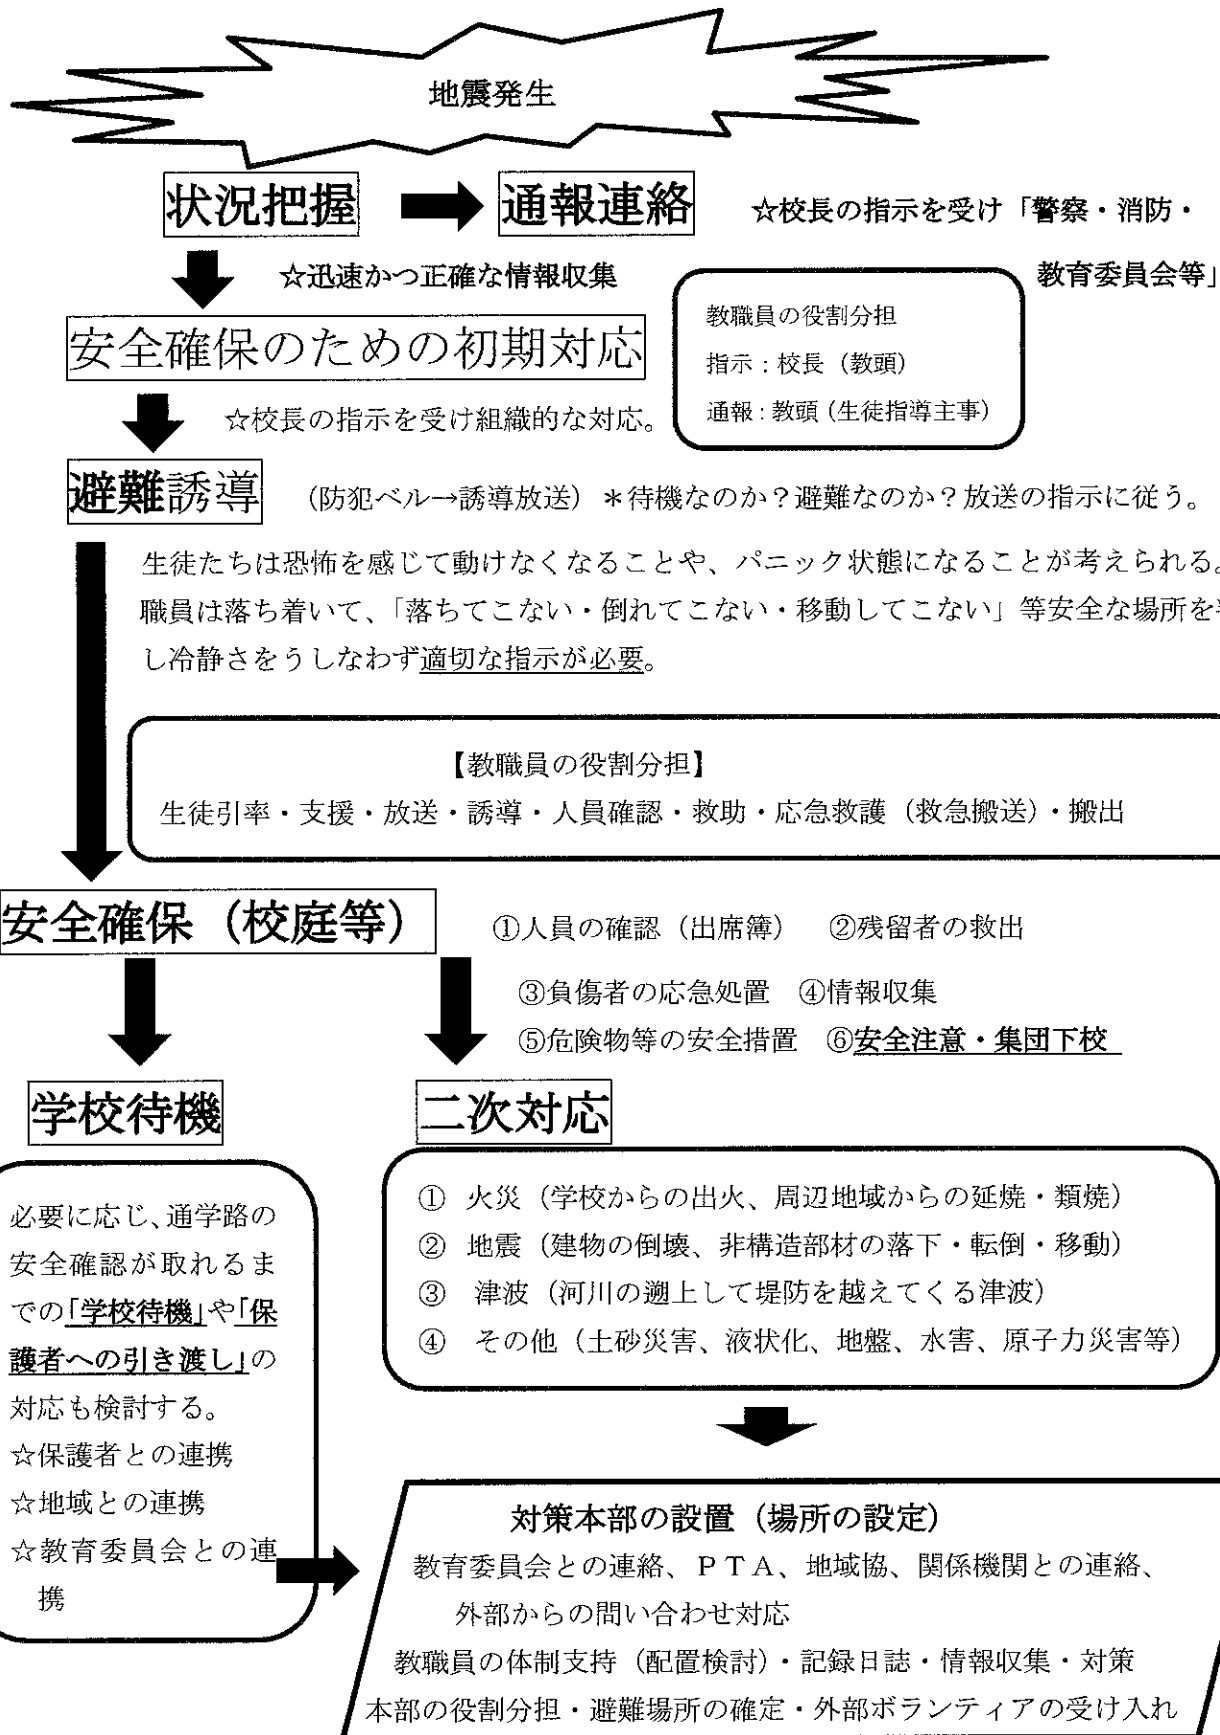 地震発生
状況把握
通報連絡
☆校長の指示を受け「警察・消防・
教育委員会等」
☆迅速かつ正確な情報収集
教職員の役割分担
指示：校長（教頭）
通報：教頭（生徒指導主事）
安全確保のための初期対応
☆校長の指示を受け組織的な対応。
避難誘導
（防犯ベル→誘導放送）＊待機なのか？避難なのか？放送の指示に従う。
生徒たちは恐怖を感じて動けなくなることや、パニック状態になることが考えられる。
職員は落ち着いて、「落ちてこない・倒れてこない・移動してこない」等安全な場所を
し冷静さをうしなわず適切な指示が必要。
【教職員の役割分担】
生徒引率・支援・放送・誘導・人員確認・救助・応急救護（救急搬送）・搬出
安全確保（校庭等）
①人員の確認（出席簿）　②残留者の救出
③負傷者の応急処置　④情報収集
⑤危険物等の安全措置　⑥安全注意・集団下校
学校待機
必要に応じ、通学路の
安全確認が取れるま
での「学校待機」や「保
護者への引き渡し」の
対応も検討する。
☆保護者との連携
☆地域との連携
☆教育委員会との連
携
二次対応
①　火災（学校からの出火、周辺地域からの延焼・類焼）
②　地震（建物の倒壊、非構造部材の落下・転倒・移動）
③　津波（河川の遡上して堤防を越えてくる津波）
④　その他（土砂災害、液状化、地盤、水害、原子力災害等）
対策本部の設置（場所の設定）
教育委員会との連絡、ＰＴＡ、地域協、関係機関との連絡、
外部からの問い合わせ対応
教職員の体制支持（配置検討）・記録日誌・情報収集・対策
本部の役割分担・避難場所の確定・外部ボランティアの受け入れ